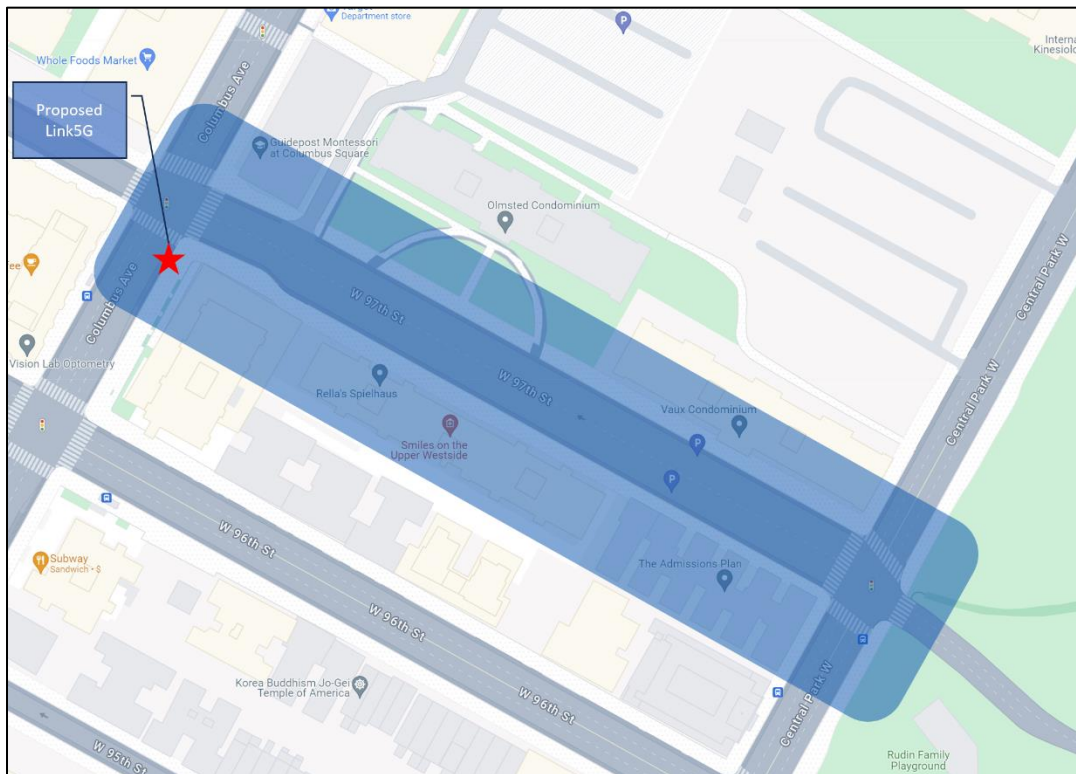 Target
Department store
Whole Foods Market
P
Interna
Kinesiolo
Proposed
Link5G
Columbus Ave
Guidepost Montessori
at Columbus Square
Olmsted Condominium
Central Park W
ee
Columbus Ave
W 97th St
Central Park W
Vision Lab Optometry
Rella's Spielhaus
W 97th St
Vaux Condominium
Smiles on the
Upper Westside
P
P
W 96th St
Subway
Sandwich • $
The Admissions Plan
W 96th St
Korea Buddhism Jo-Gei
Temple of America
W 96th St
Central Park W
W 95th St
Rudin Family
Playground